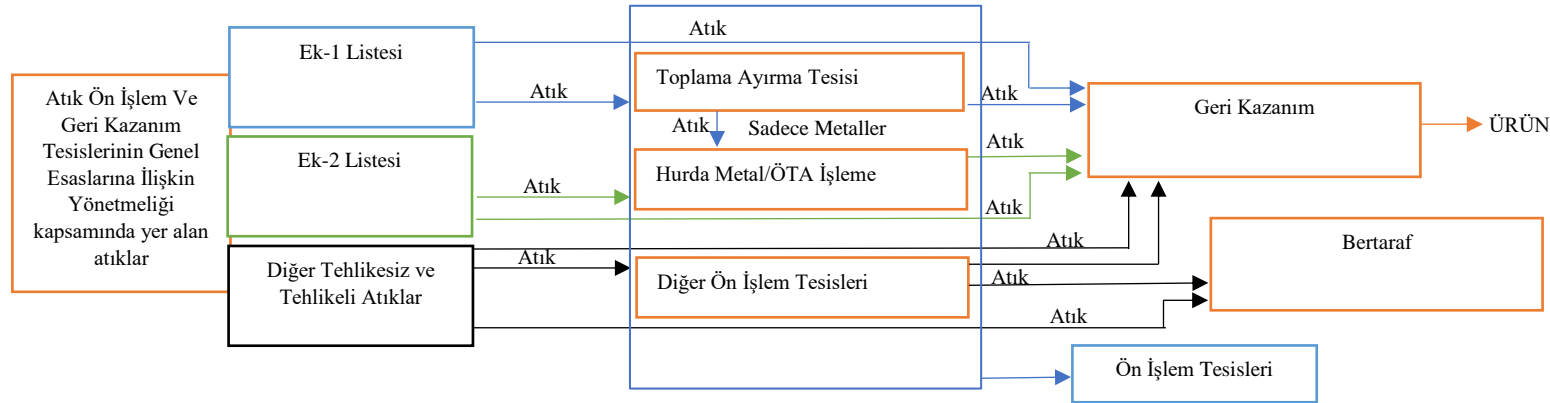 Atık Ön İşlem Ve
Geri Kazanım
Tesislerinin Genel
Esaslarına İlişkin
Yönetmeliği
kapsamında yer alan
atıklar
Ek-1 Listesi
Ek-2 Listesi
Diğer Tehlikesiz ve
Tehlikeli Atıklar
Atık
Atık
Atık
Atık
Toplama Ayırma Tesisi
Atık
Sadece Metaller
Hurda Metal/ÖTA İşleme
Diğer Ön İşlem Tesisleri
Atık
Atık
Atık
Atık
Atık
Atık
Geri Kazanım
ÜRÜN
Bertaraf
Ön İşlem Tesisleri